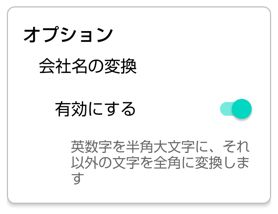 オプション
会社名の変換
有効にする
英数字を半角大文字に、それ
以外の文字を全角に変換しま
す